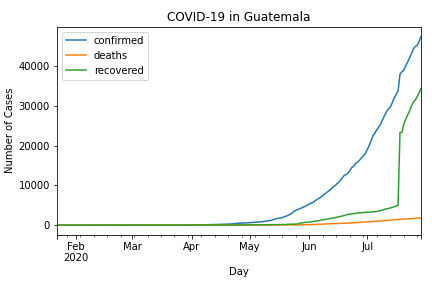 COVID-19 in Guatemala
confirmed
deaths
recovered
Number of Cases
40000
30000
20000
10000
0
Feb
2020
Mar
Apr
May
Jun
Jul
Day